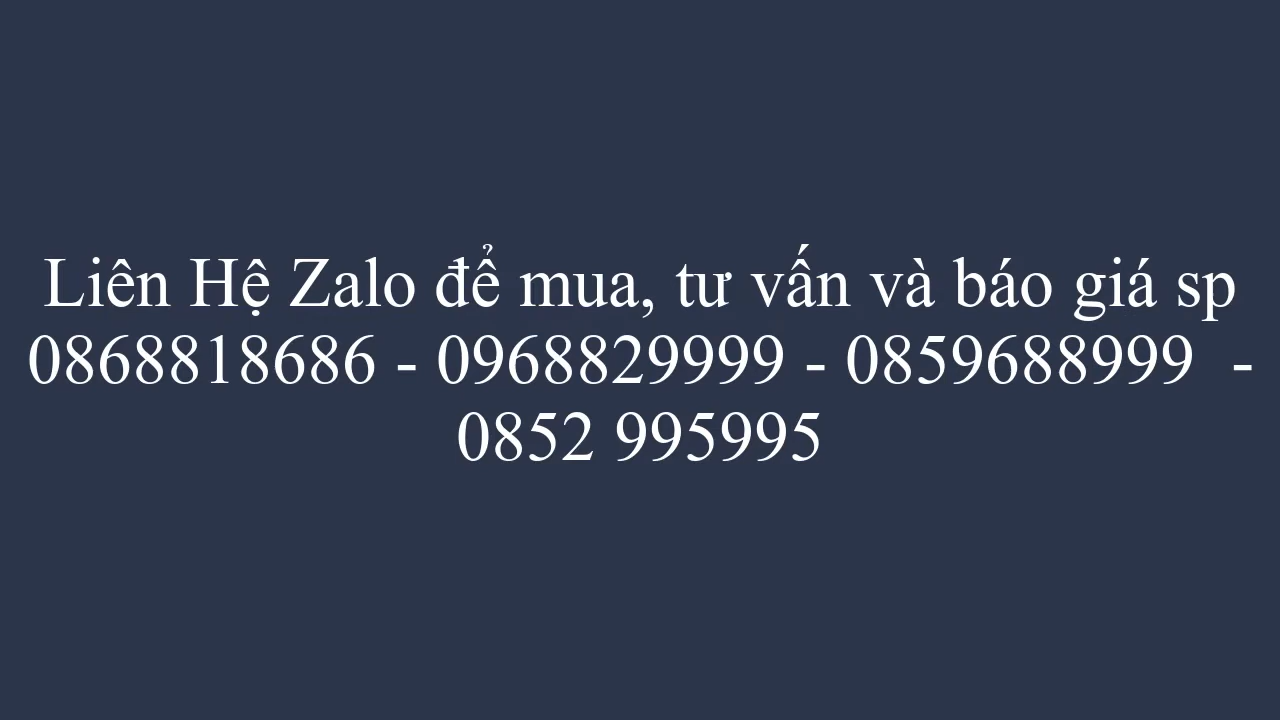 Liên Hệ Zalo để mua, tư vấn và báo giá sp
0868818686 - 0968829999 - 0859688999  -
0852 995995